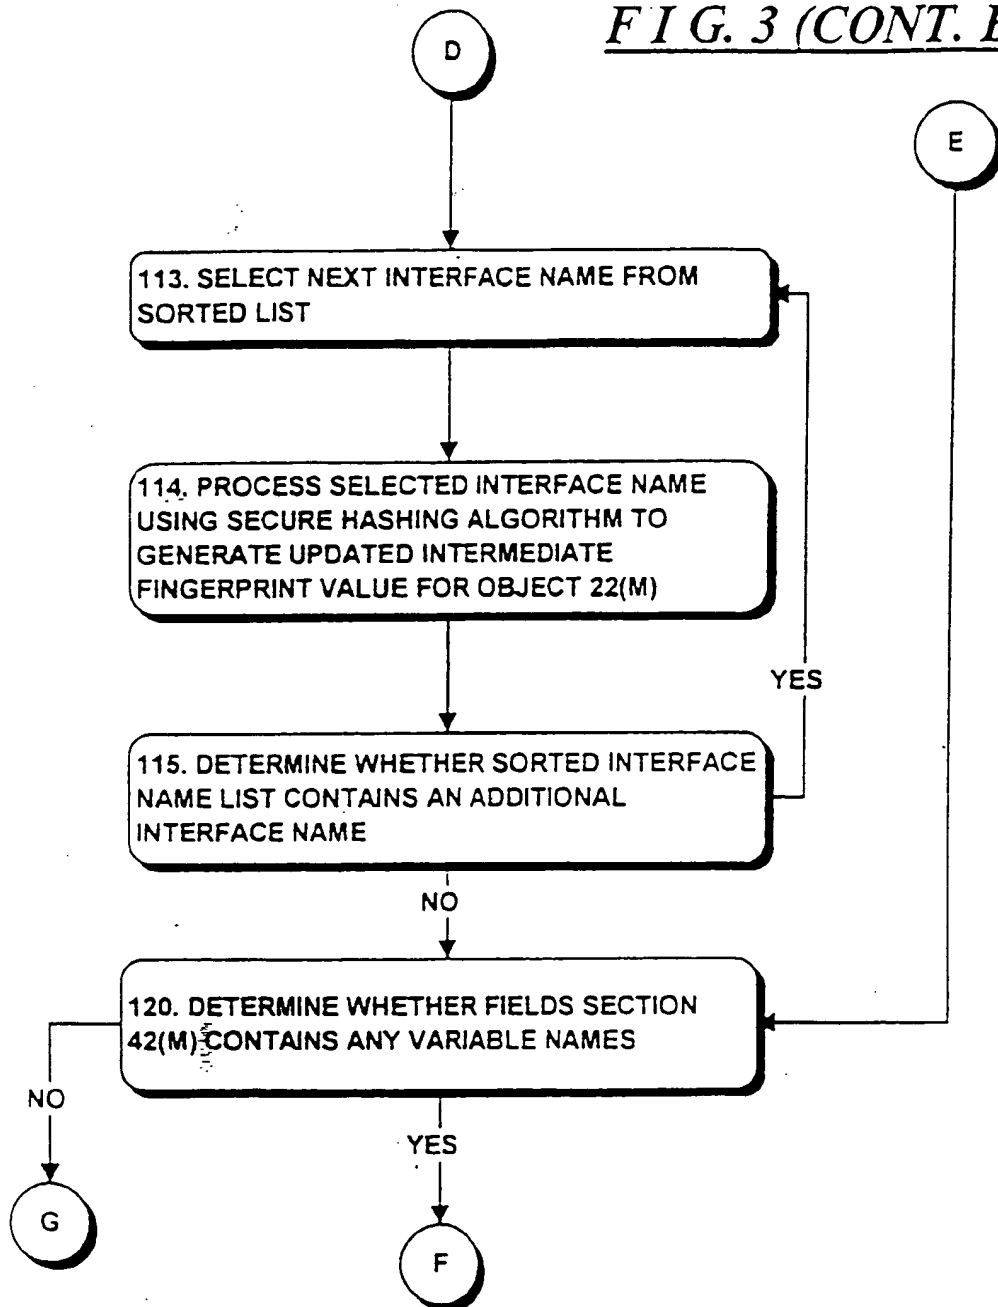 F I G. 3 (CONT.
D
E
113. SELECT NEXT INTERFACE NAME FROM
SORTED LIST
114. PROCESS SELECTED INTERFACE NAME
USING SECURE HASHING ALGORITHM TO
GENERATE UPDATED INTERMEDIATE
FINGERPRINT VALUE FOR OBJECT 22(M)
YES
115. DETERMINE WHETHER SORTED INTERFACE
NAME LIST CONTAINS AN ADDITIONAL
INTERFACE NAME
NO
120. DETERMINE WHETHER FIELDS SECTION
42(M) CONTAINS ANY VARIABLE NAMES
NO
YES
G
F